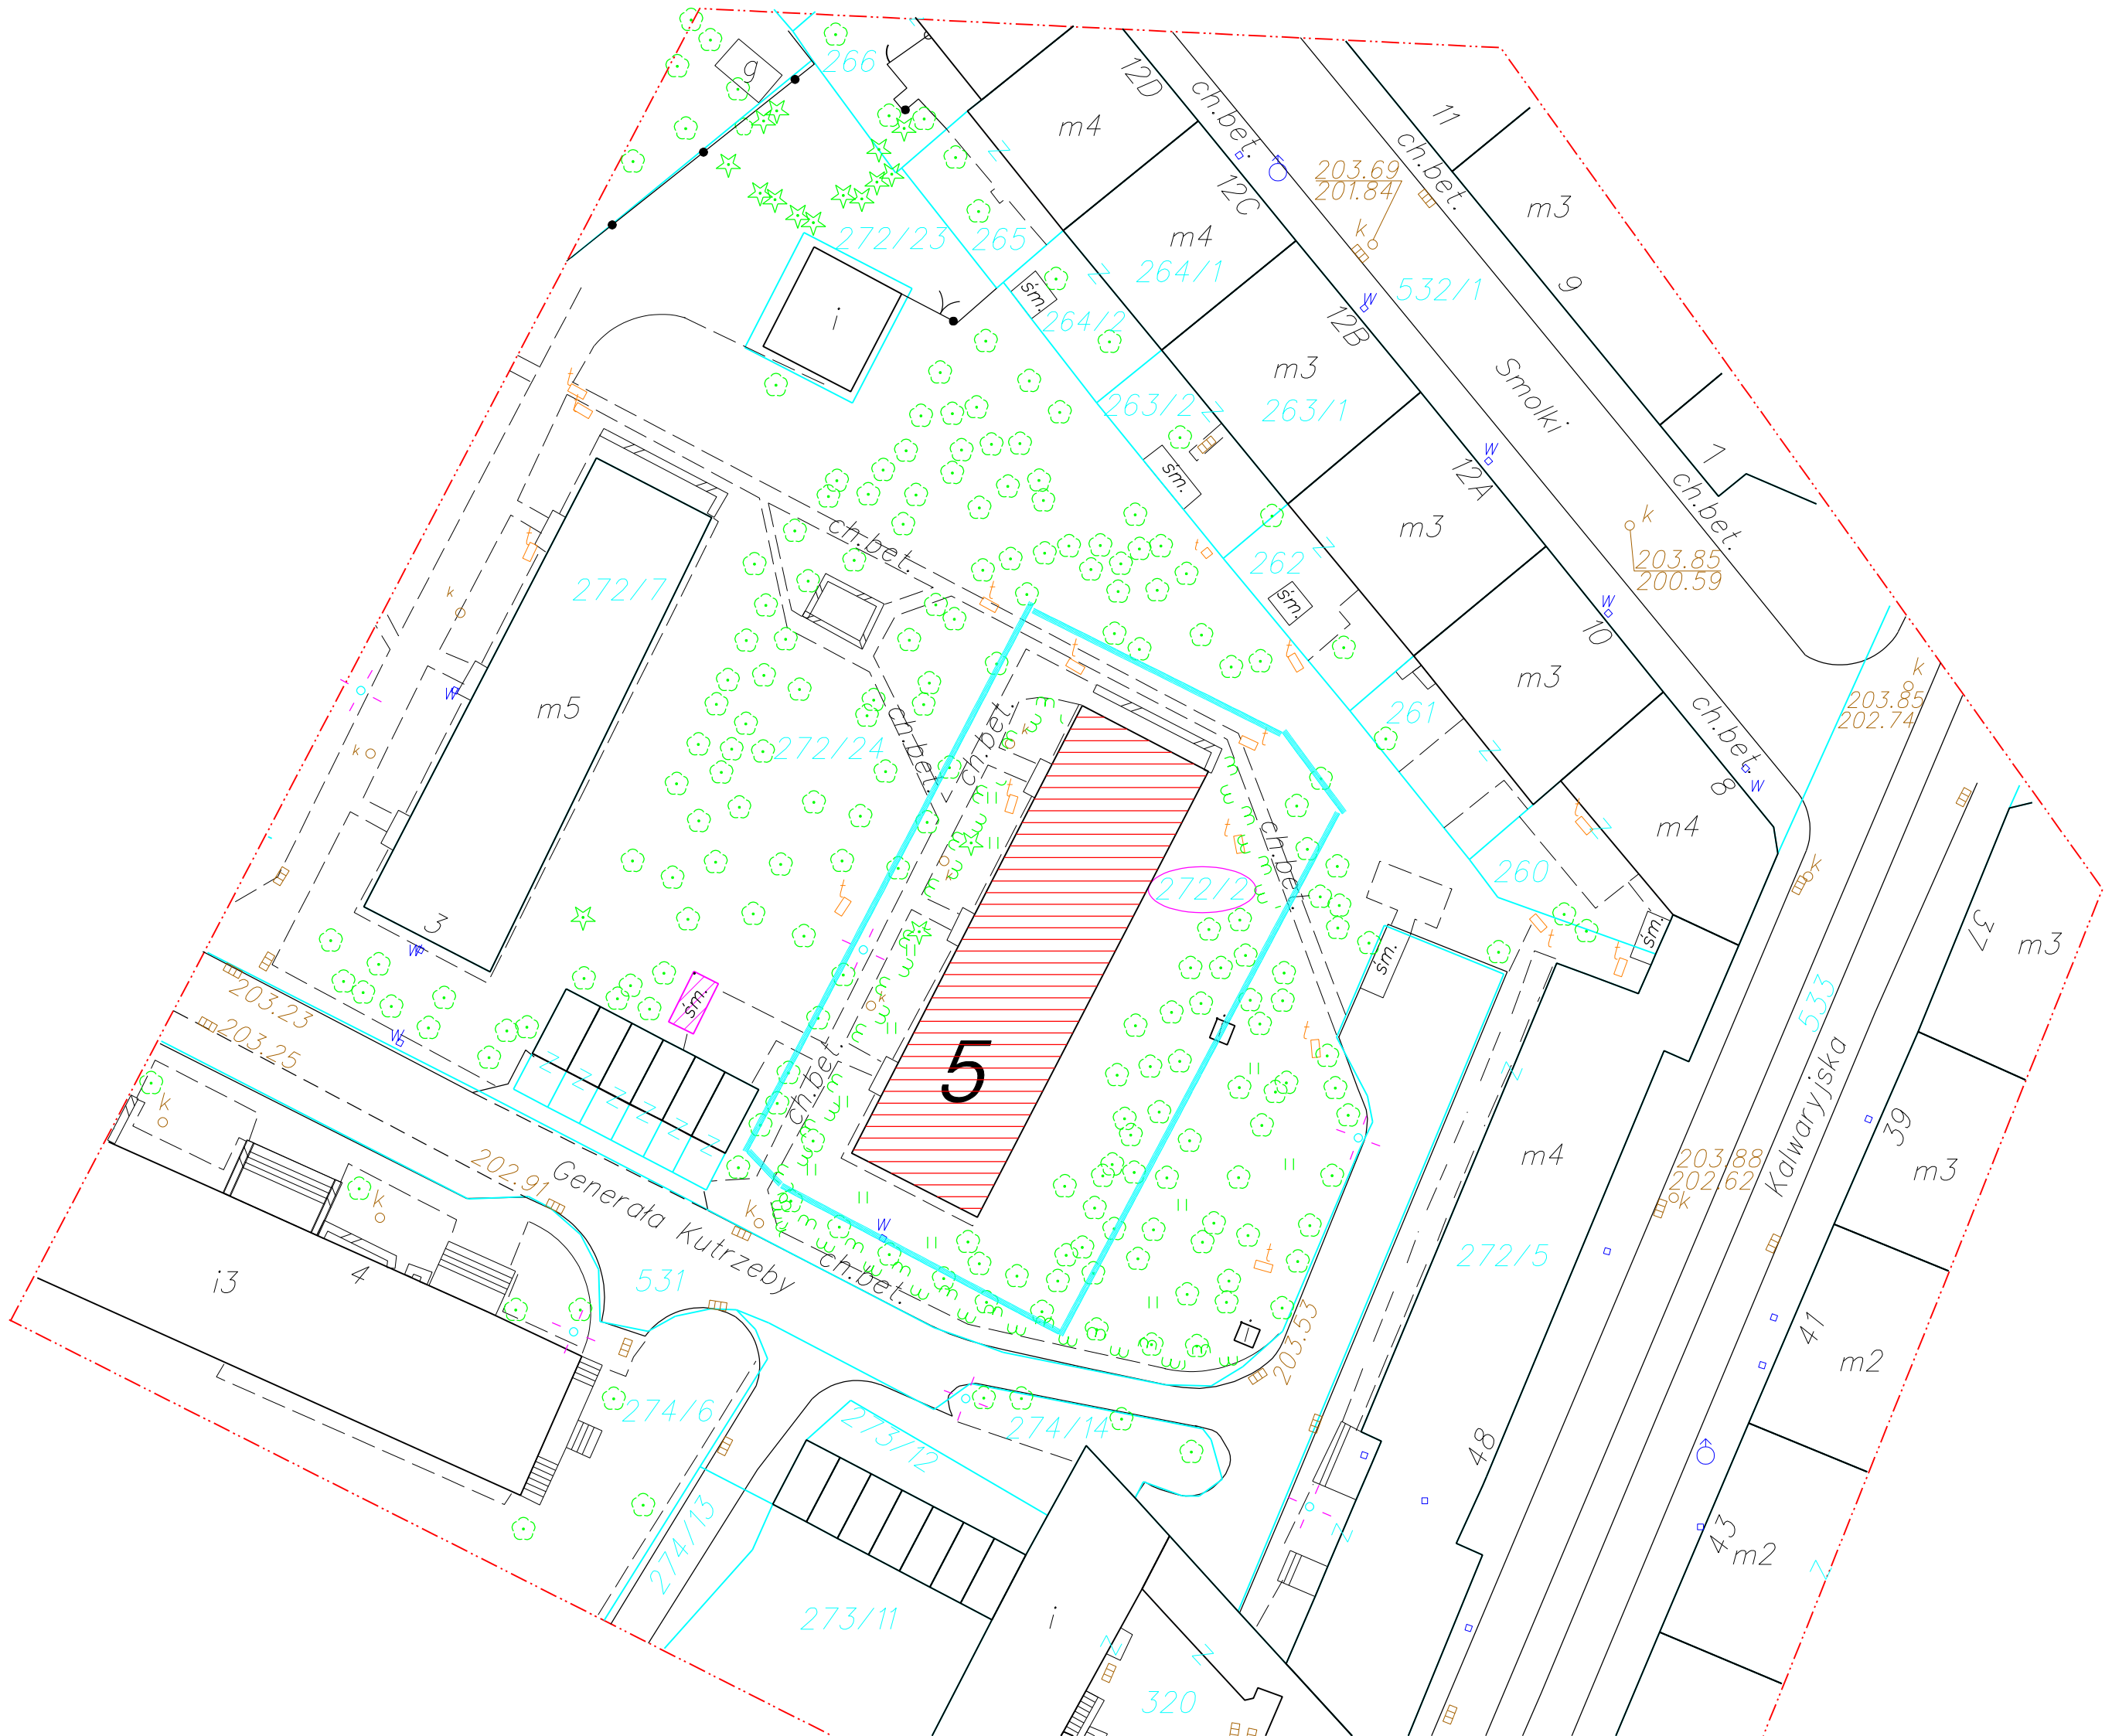 g
266
12D
ch.bet.
11
m4
203.69
201.84
ch.bet.
k
12C
m3
272/23
265
m4
264/1
z
z
532/1
9
i
śm.
264/2
w
12B
t
t
m3
263/2
263/1
z
Smolki
7
w
12A
śm.
m3
ch.bet.
k
203.85
200.59
ch.bet.
t
t
262
z
śm.
272/7
k
w
10
t
t
t
m3
k
203.85
202.74
w
m5
261
z
ch.bet.
k
272/24
ch.bet.
ch.bet.
k
t
t
w
8
t
z
m4
t
ch.bet.
260
k
272/2
k
t
3
w
37
m3
t
t
śm.
śm.
203.23
203.25
śm.
k
533
w
t
5
z
z
z
z
z
z
z
k
ch.bet.
Kalwaryjska
39
m4
m3
202.91
Generała Kutrzeby
203.88
202.62
k
k
k
w
ch.bet.
t
272/5
i3
4
531
i
203.53
41
m2
274/6
273/12
274/14
48
274/13
z
43
m2
z
273/11
i
z
z
320